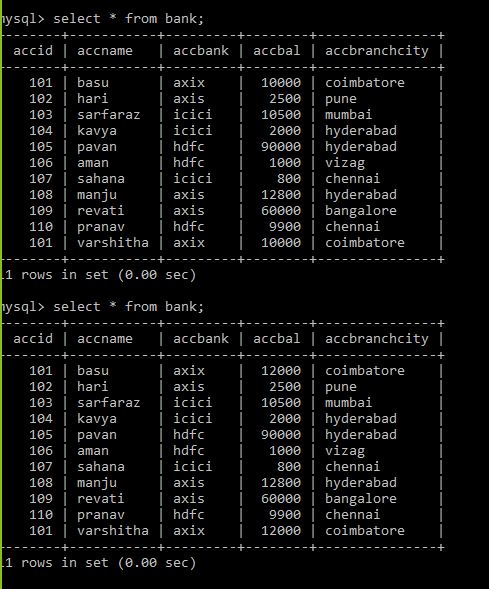 mysql> select * from bank;
accid | accname | accbank | accbal | accbranchcity |
101 | basu | axix | 10000 | coimbatore |
102 | hari | axis | 2500 | pune |
103 | sarfaraz | icici | 10500 | mumbai |
104 | kavya | icici | 2000 | hyderabad |
105 | pavan | hdfc | 90000 | hyderabad |
106 | aman | hdfc | 1000 | vizag |
107 | sahana | icici | 800 | chennai |
108 | manju | axis | 12800 | hyderabad |
109 | revati | axis | 60000 | bangalore |
110 | pranav | hdfc | 9900 | chennai |
101 | varshitha | axix | 10000 | coimbatore |
11 rows in set (0.00 sec)
mysql> select * from bank;
accid | accname | accbank | accbal | accbranchcity |
101 | basu | axix | 12000 | coimbatore |
102 | hari | axis | 2500 | pune |
103 | sarfaraz | icici | 10500 | mumbai |
104 | kavya | icici | 2000 | hyderabad |
105 | pavan | hdfc | 90000 | hyderabad |
106 | aman | hdfc | 1000 | vizag |
107 | sahana | icici | 800 | chennai |
108 | manju | axis | 12800 | hyderabad |
109 | revati | axis | 60000 | bangalore |
110 | pranav | hdfc | 9900 | chennai |
101 | varshitha | axix | 12000 | coimbatore |
11 rows in set (0.00 sec)